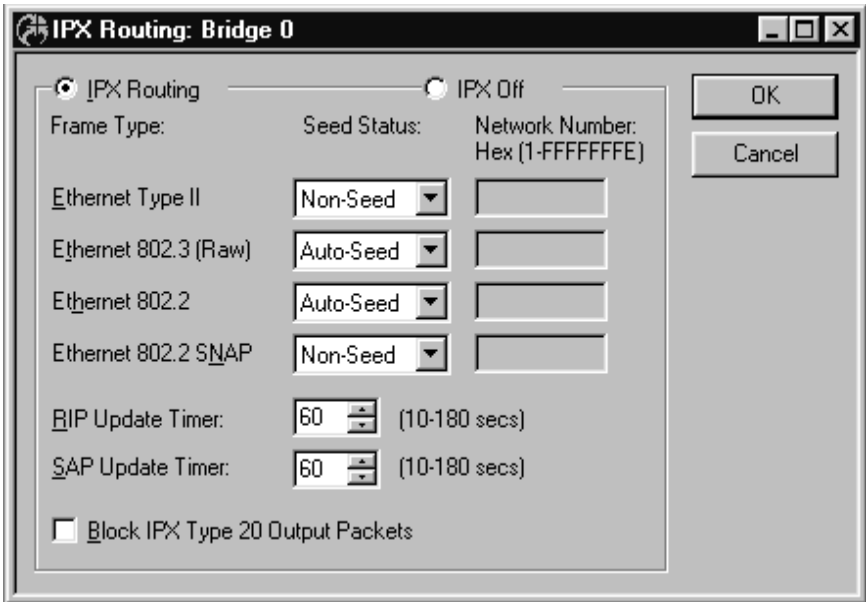 IPX Routing: Bridge 0
IPX Routing IPX Off
OK
Frame Type: Seed Status: Network Number:
Hex (1-FFFFFFFE)
Cancel
Ethernet Type II Non-Seed
Ethernet 802.3 (Raw) Auto-Seed
Ethernet 802.2 Auto-Seed
Ethernet 802.2 SNAP Non-Seed
RIP Update Timer: 60 (10-180 secs)
SAP Update Timer: 60 (10-180 secs)
Block IPX Type 20 Output Packets